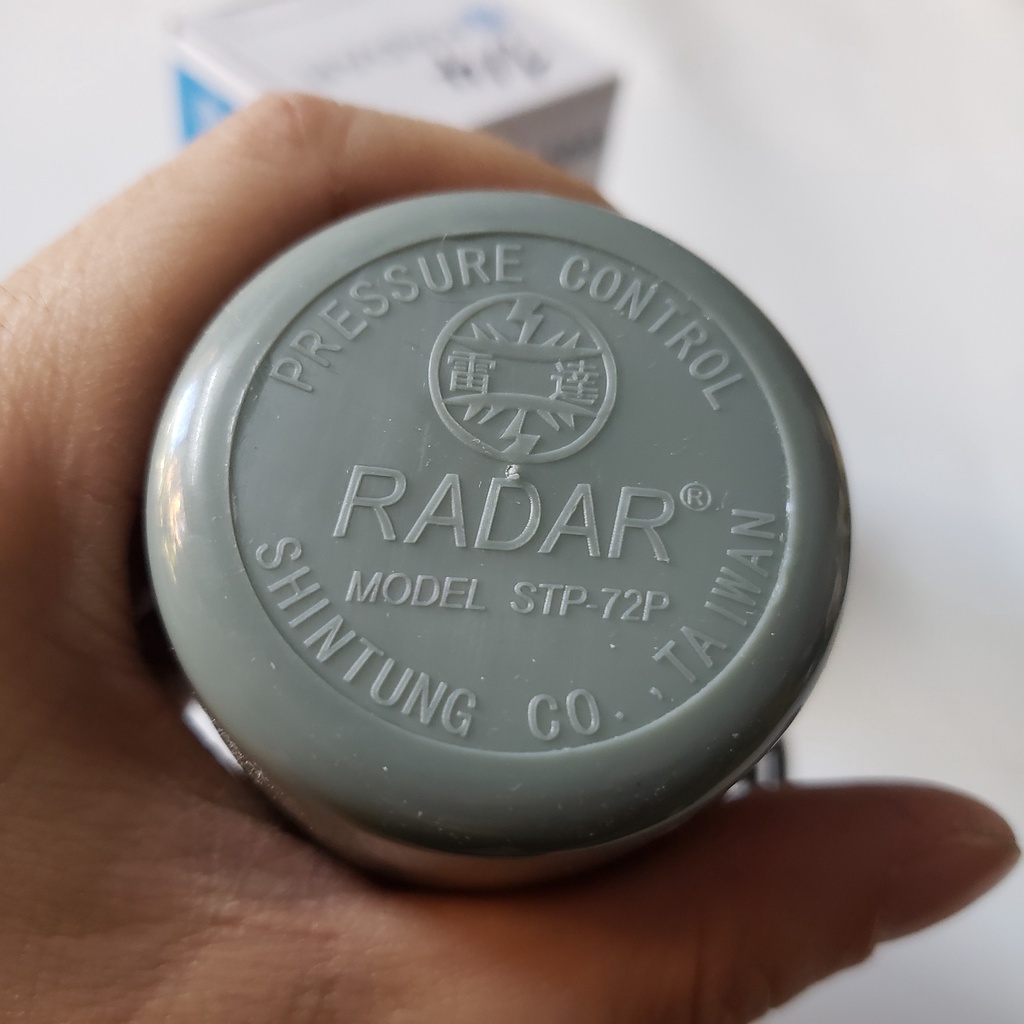 PRESSURE CONTROL
雷達
RADAR®
MODEL STP-72P
SHINTUNG CO.,TAIWAN